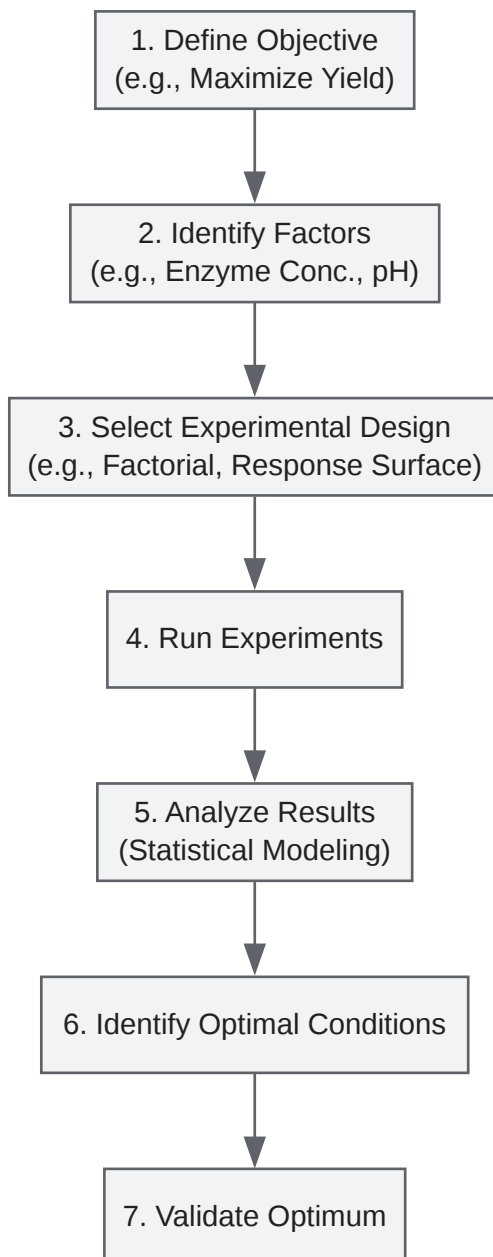 1. Define Objective
(e.g., Maximize Yield)
2. Identify Factors
(e.g., Enzyme Conc., pH)
3. Select Experimental Design
(e.g., Factorial, Response Surface)
4. Run Experiments
5. Analyze Results
(Statistical Modeling)
6. Identify Optimal Conditions
7. Validate Optimum